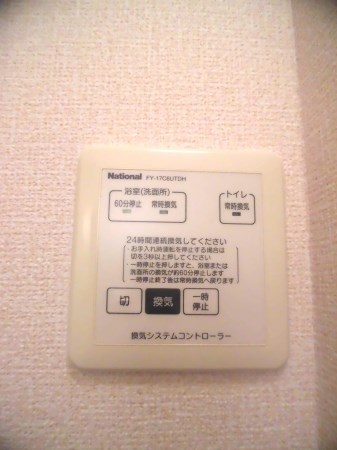 National FY-17C6UTDH
浴室(洗面所)
トイレ
60分停止 常時換気
常時換気
24時間連続換気してください
・お手入れ時運転を停止する場合は
切を3秒以上押してください
・一時停止を押しますと、浴室または
洗面所の換気が約60分停止します
一時停止終了後は常時換気へ戻ります
切 換気 一時停止
換気システムコントローラー